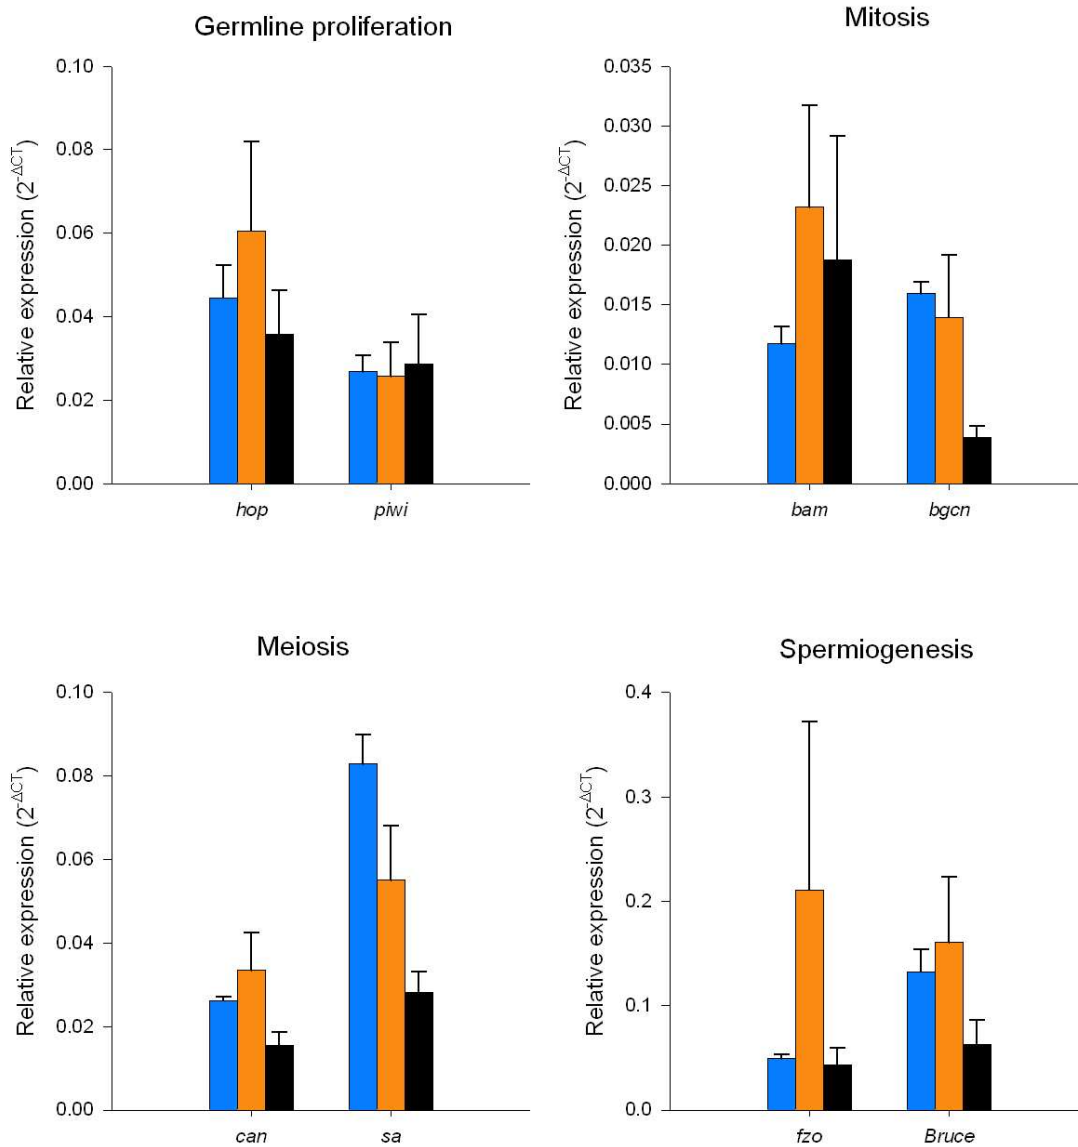 Germline proliferation
0.10
0.08
0.06
0.04
0.02
0.00
Relative expression (2^-ΔCT)
hop piwi
Mitosis
0.035
0.030
0.025
0.020
0.015
0.010
0.005
0.000
Relative expression (2^-ΔCT)
bam bgcn
Meiosis
0.10
0.08
0.06
0.04
0.02
0.00
Relative expression (2^-ΔCT)
can sa
Spermiogenesis
0.4
0.3
0.2
0.1
0.0
Relative expression (2^-ΔCT)
fzo Bruce